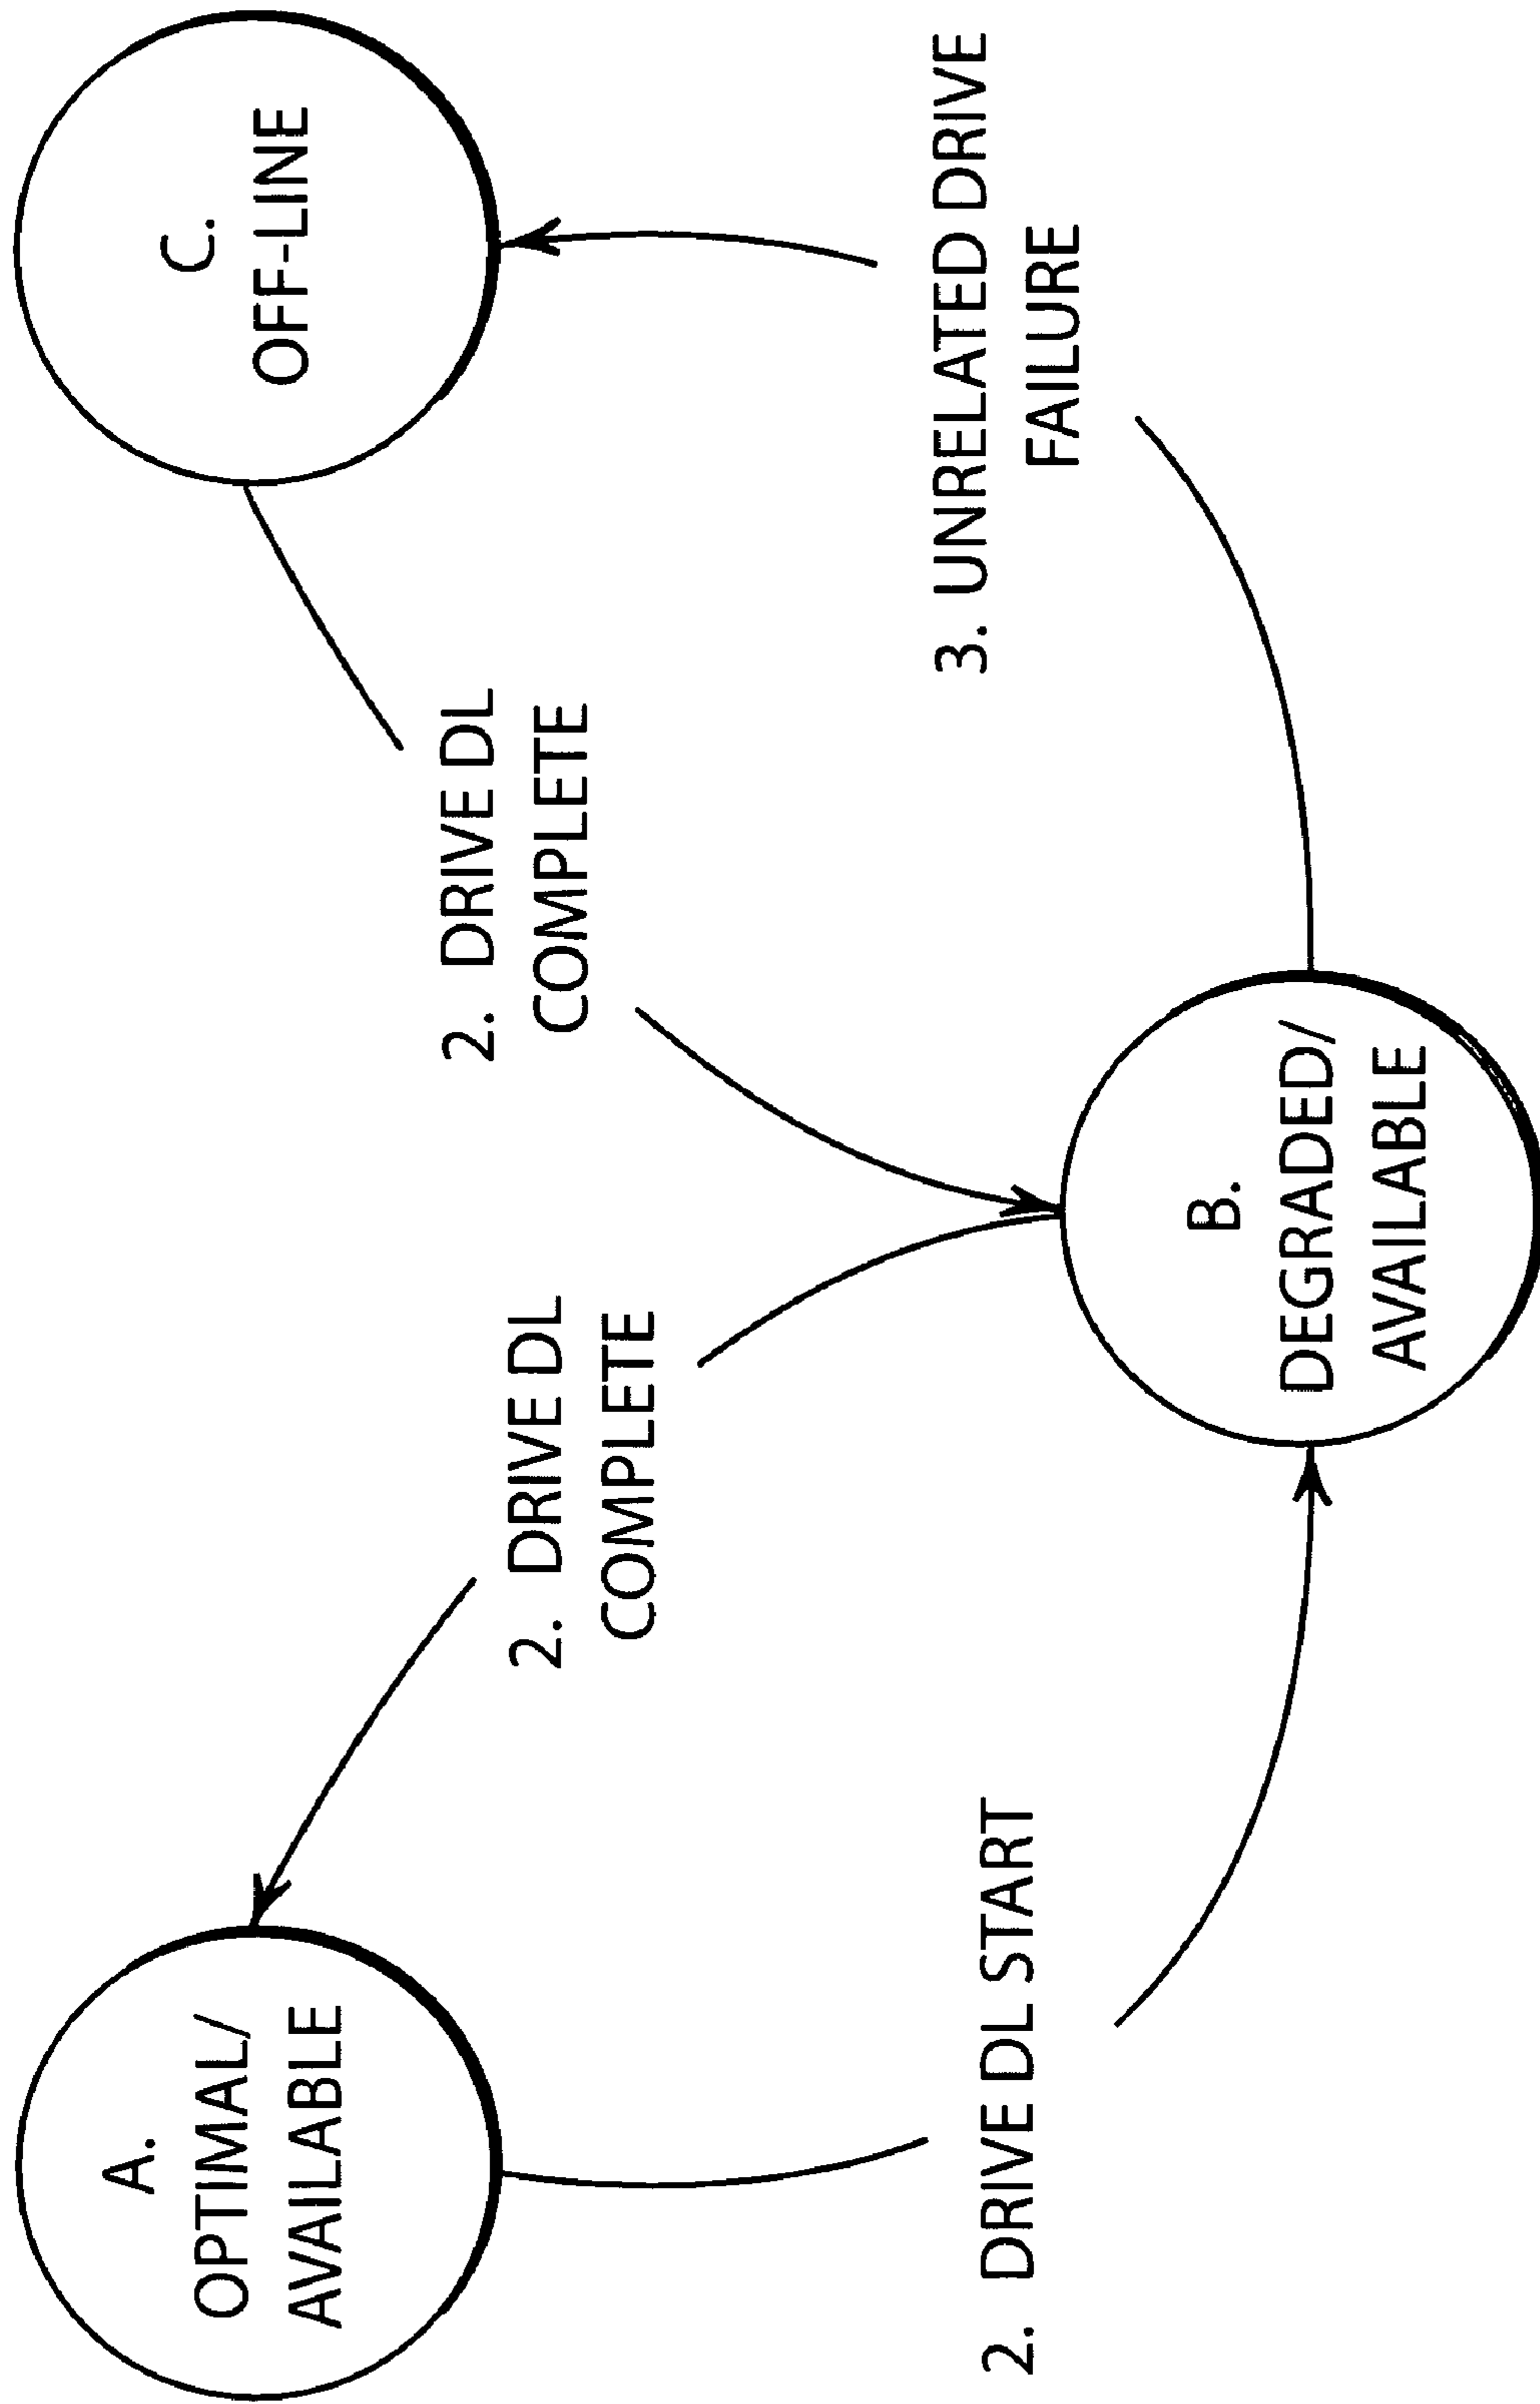 A.
OPTIMAL/
AVAILABLE
2. DRIVE DL
COMPLETE
2. DRIVE DL
COMPLETE
C.
OFF-LINE
2. DRIVE DL START
B.
DEGRADED/
AVAILABLE
3. UNRELATED DRIVE
FAILURE